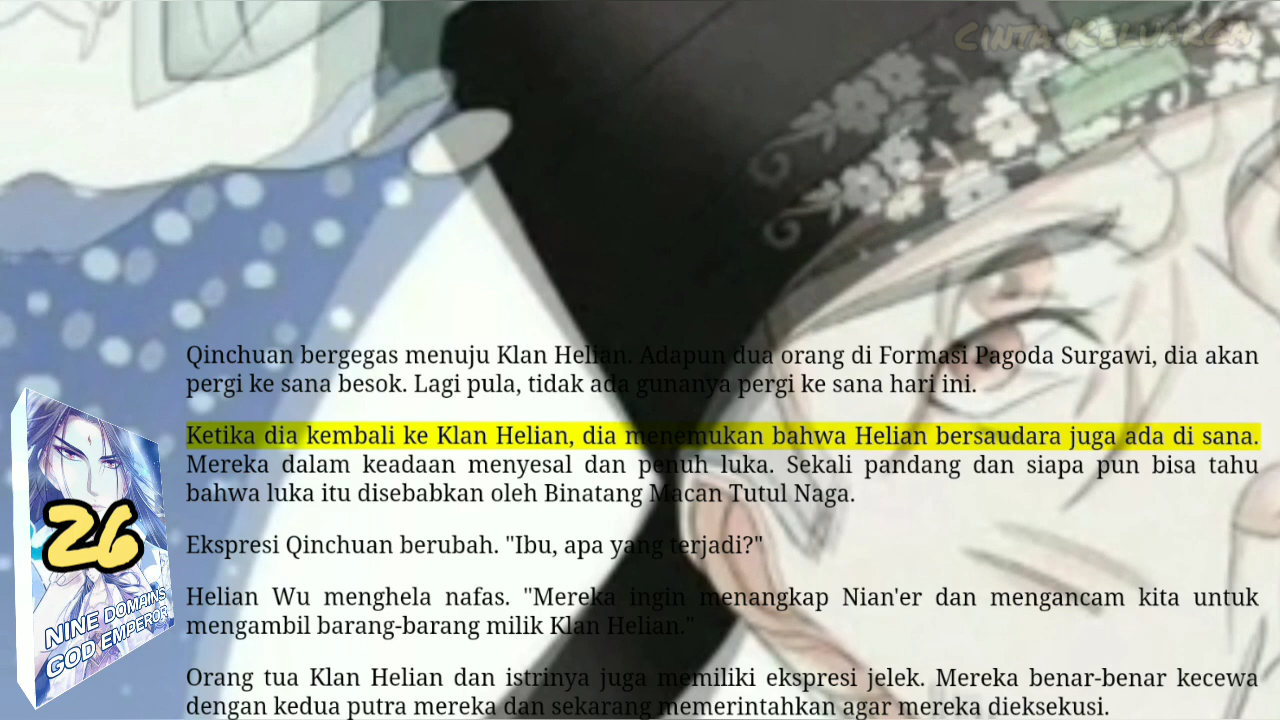 CINTA KELUARGA
Qinchuan bergegas menuju Klan Helian. Adapun dua orang di Formasi Pagoda Surgawi, dia akan
pergi ke sana besok. Lagi pula, tidak ada gunanya pergi ke sana hari ini.
Ketika dia kembali ke Klan Helian, dia menemukan bahwa Helian bersaudara juga ada di sana.
Mereka dalam keadaan menyesal dan penuh luka. Sekali pandang dan siapa pun bisa tahu
bahwa luka itu disebabkan oleh Binatang Macan Tutul Naga.
Ekspresi Qinchuan berubah. "Ibu, apa yang terjadi?"
Helian Wu menghela nafas. "Mereka ingin menangkap Nian'er dan mengancam kita untuk
mengambil barang-barang milik Klan Helian."
Orang tua Klan Helian dan istrinya juga memiliki ekspresi jelek. Mereka benar-benar kecewa
dengan kedua putra mereka dan sekarang memerintahkan agar mereka dieksekusi.
26
NINE DOMAINS
GOD EMPEROR